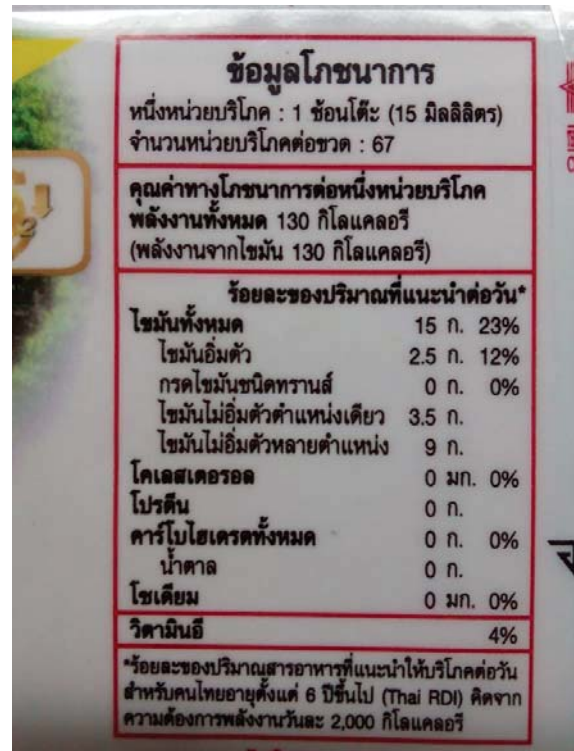 ข้อมูลโภชนาการ
หนึ่งหน่วยบริโภค : 1 ช้อนโต๊ะ (15 มิลลิลิตร)
จำนวนหน่วยบริโภคต่อขวด : 67
คุณค่าทางโภชนาการต่อหนึ่งหน่วยบริโภค
พลังงานทั้งหมด 130 กิโลแคลอรี
(พลังงานจากไขมัน 130 กิโลแคลอรี)
ร้อยละของปริมาณที่แนะนำต่อวัน*
ไขมันทั้งหมด 15 ก. 23%
ไขมันอิ่มตัว 2.5 ก. 12%
กรดไขมันชนิดทรานส์ 0 ก. 0%
ไขมันไม่อิ่มตัวตำแหน่งเดียว 3.5 ก.
ไขมันไม่อิ่มตัวหลายตำแหน่ง 9 ก.
โคเลสเตอรอล 0 มก. 0%
โปรตีน 0 ก.
คาร์โบไฮเดรตทั้งหมด 0 ก. 0%
น้ำตาล 0 ก.
โซเดียม 0 มก. 0%
วิตามินอี 4%
*ร้อยละของปริมาณสารอาหารที่แนะนำให้บริโภคต่อวัน
สำหรับคนไทยอายุตั้งแต่ 6 ปีขึ้นไป (Thai RDI) คิดจาก
ความต้องการพลังงานวันละ 2,000 กิโลแคลอรี